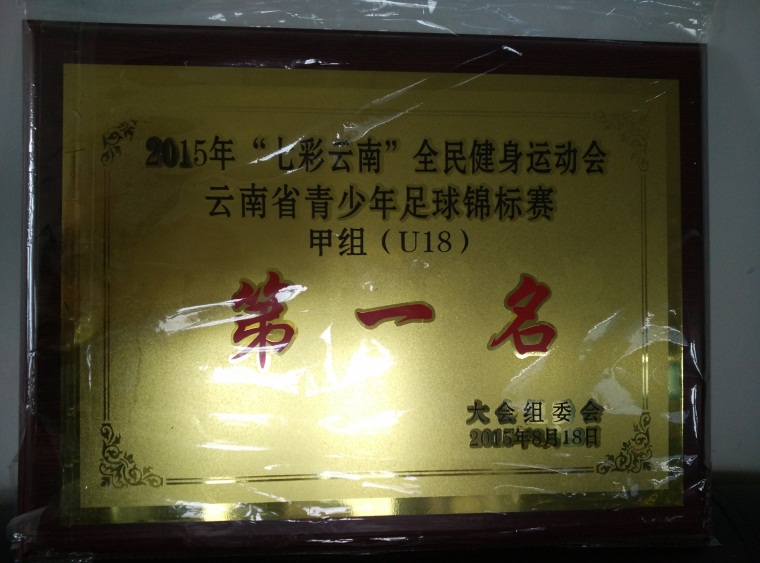 2015年“七彩云南”全民健身运动会
云南省青少年足球锦标赛
甲组（U18）
第一名
大会组委会
2015年8月18日